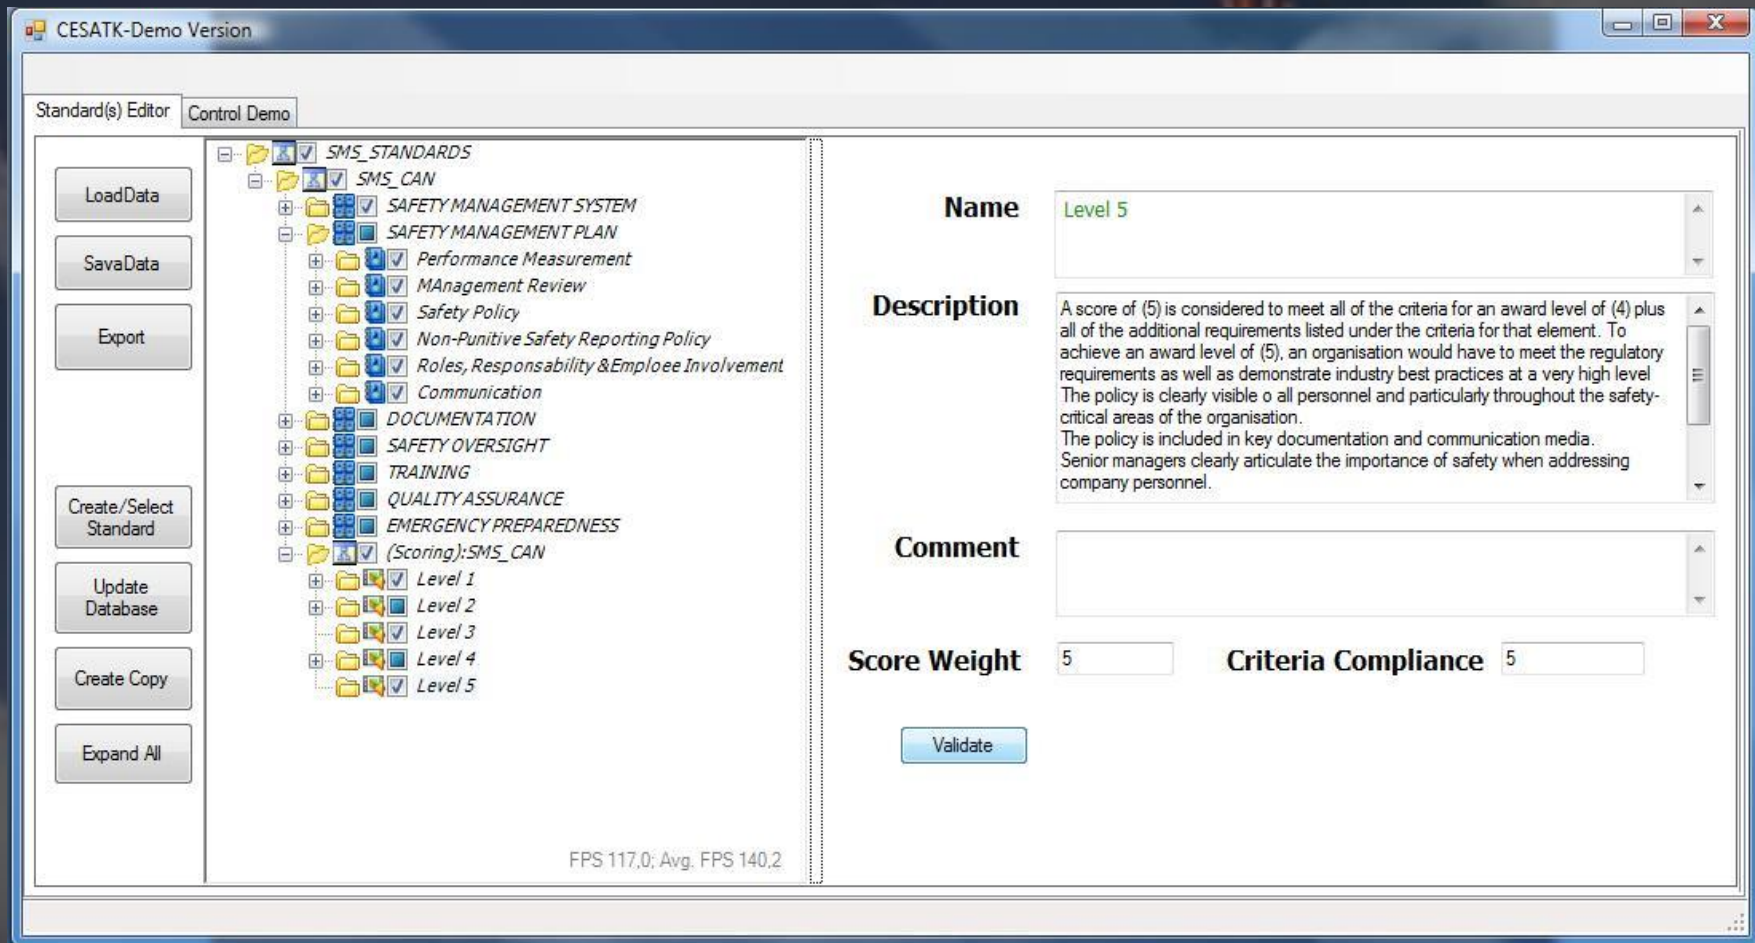 CESATK-Demo Version
Standard(s) Editor
Control Demo
LoadData
SavaData
Export
Create/Select
Standard
Update
Database
Create Copy
Expand All
SMS_STANDARDS
SMS_CAN
SAFETY MANAGEMENT SYSTEM
SAFETY MANAGEMENT PLAN
Performance Measurement
MAnagement Review
Safety Policy
Non-Punitive Safety Reporting Policy
Roles, Responsability &Emploee Involvement
Communication
DOCUMENTATION
SAFETY OVERSIGHT
TRAINING
QUALITY ASSURANCE
EMERGENCY PREPAREDNESS
(Scoring):SMS_CAN
Level 1
Level 2
Level 3
Level 4
Level 5
FPS 117,0; Avg. FPS 140,2
Name
Level 5
Description
A score of (5) is considered to meet all of the criteria for an award level of (4) plus
all of the additional requirements listed under the criteria for that element. To
achieve an award level of (5), an organisation would have to meet the regulatory
requirements as well as demonstrate industry best practices at a very high level
The policy is clearly visible o all personnel and particularly throughout the safety-
critical areas of the organisation.
The policy is included in key documentation and communication media.
Senior managers clearly articulate the importance of safety when addressing
company personnel.
Comment
Score Weight
5
Criteria Compliance
5
Validate